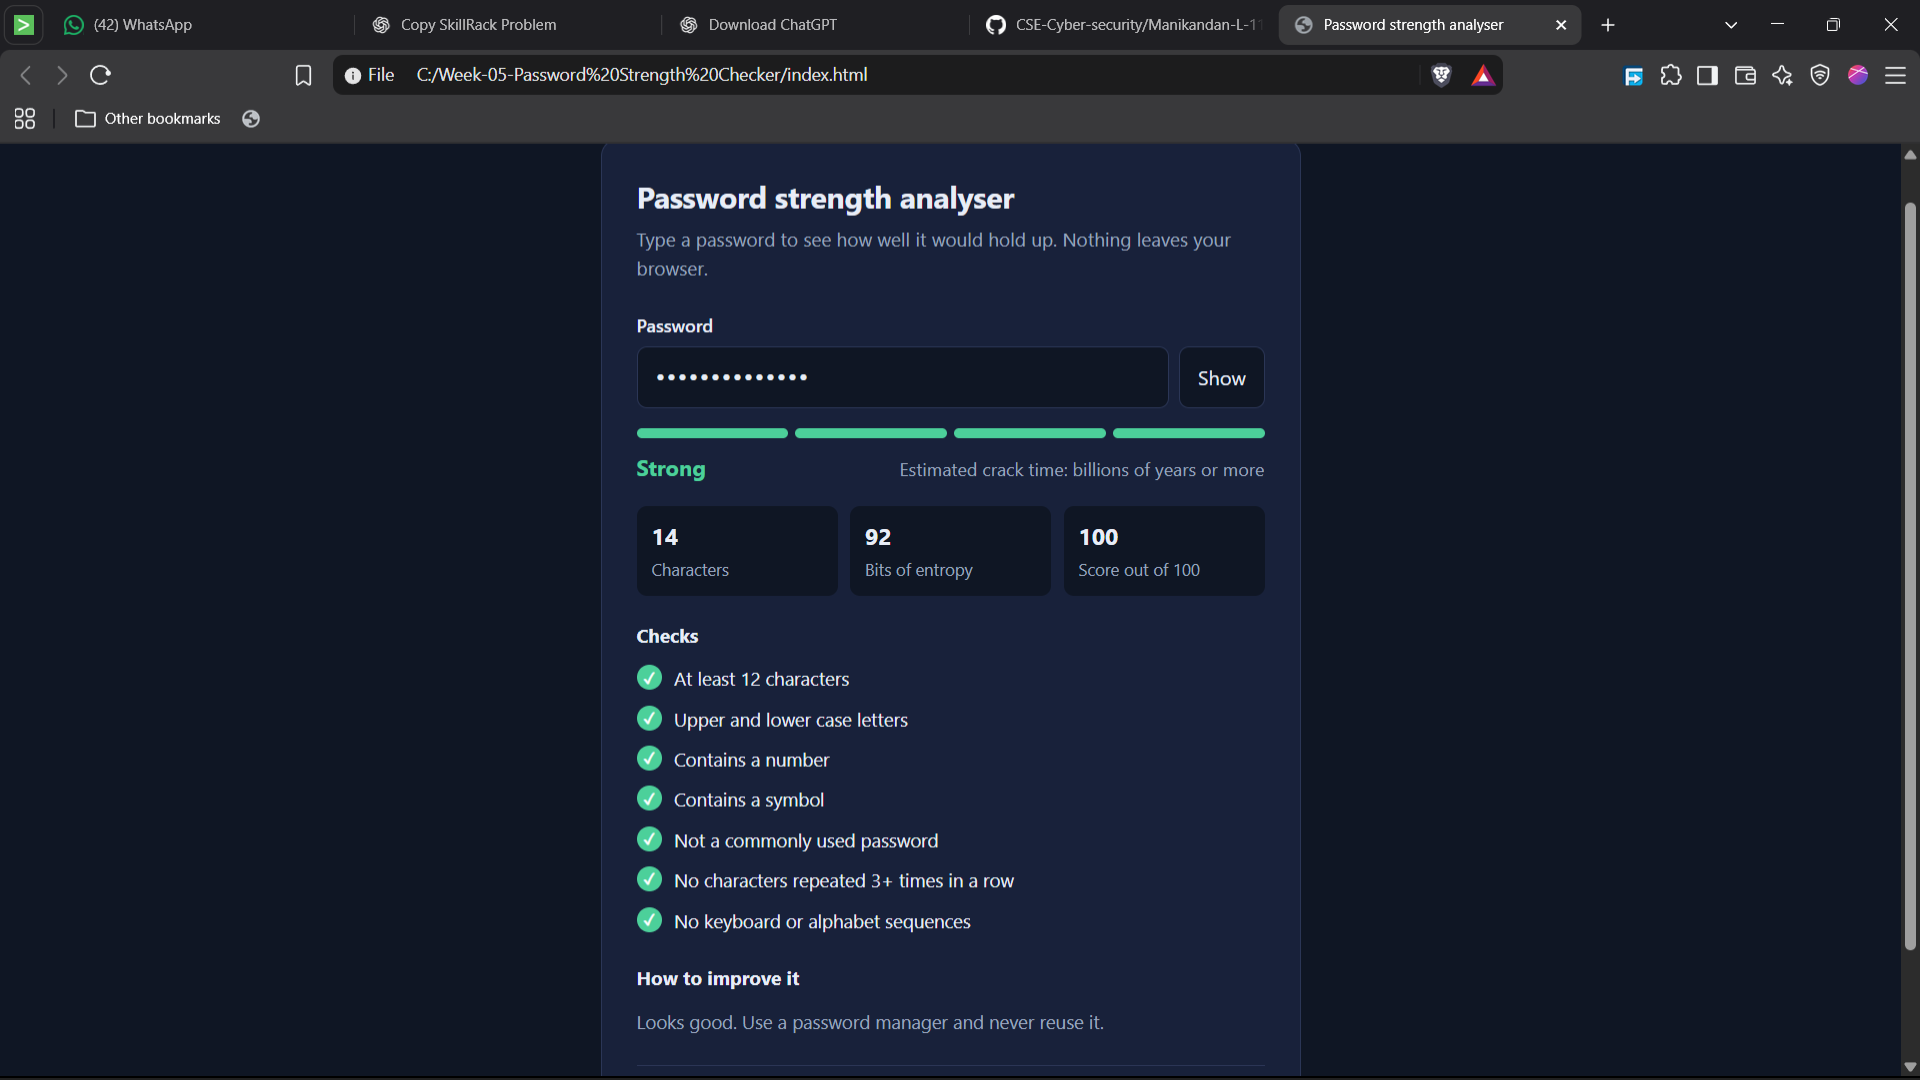 (42) WhatsApp
Copy SkillRack Problem
Download ChatGPT
CSE-Cyber-security/Manikandan-L-11
Password strength analyser
File C:/Week-05-Password%20Strength%20Checker/index.html
Other bookmarks
Password strength analyser
Type a password to see how well it would hold up. Nothing leaves your
browser.
Password
••••••••••••••
Show
Strong
Estimated crack time: billions of years or more
14
Characters
92
Bits of entropy
100
Score out of 100
Checks
At least 12 characters
Upper and lower case letters
Contains a number
Contains a symbol
Not a commonly used password
No characters repeated 3+ times in a row
No keyboard or alphabet sequences
How to improve it
Looks good. Use a password manager and never reuse it.